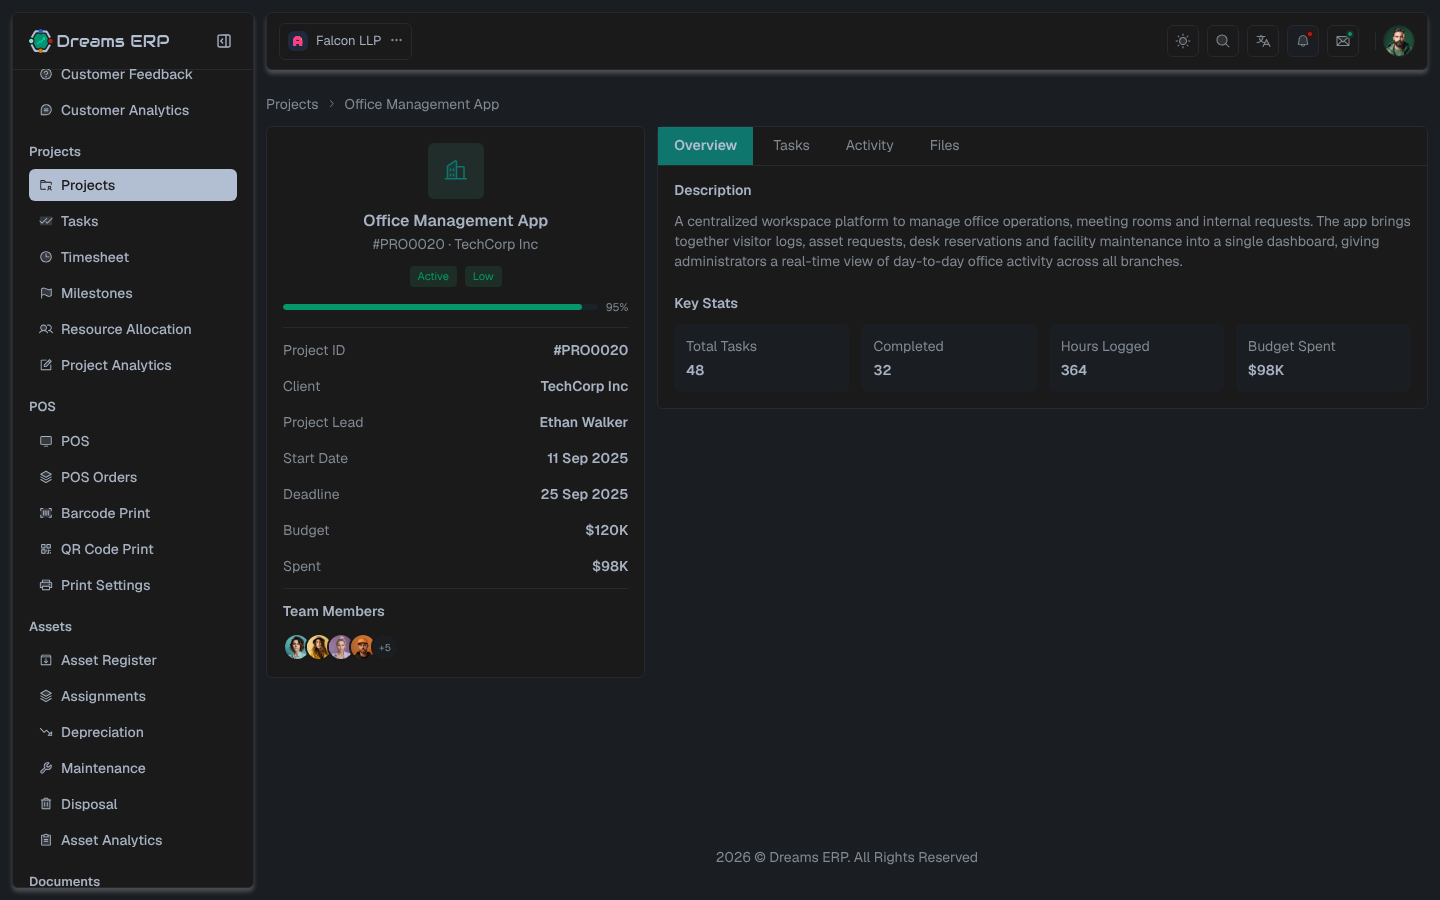 Dreams ERP
Customer Feedback
Customer Analytics
Projects
Projects
Tasks
Timesheet
Milestones
Resource Allocation
Project Analytics
POS
POS
POS Orders
Barcode Print
QR Code Print
Print Settings
Assets
Asset Register
Assignments
Depreciation
Maintenance
Disposal
Asset Analytics
Documents
Falcon LLP
Projects
Office Management App
Office Management App
#PRO0020 · TechCorp Inc
Active Low
95%
Project ID #PRO0020
Client TechCorp Inc
Project Lead Ethan Walker
Start Date 11 Sep 2025
Deadline 25 Sep 2025
Budget $120K
Spent $98K
Team Members
+5
Overview Tasks Activity Files
Description
A centralized workspace platform to manage office operations, meeting rooms and internal requests. The app brings
together visitor logs, asset requests, desk reservations and facility maintenance into a single dashboard, giving
administrators a real-time view of day-to-day office activity across all branches.
Key Stats
Total Tasks Completed Hours Logged Budget Spent
48 32 364 $98K
2026 © Dreams ERP. All Rights Reserved